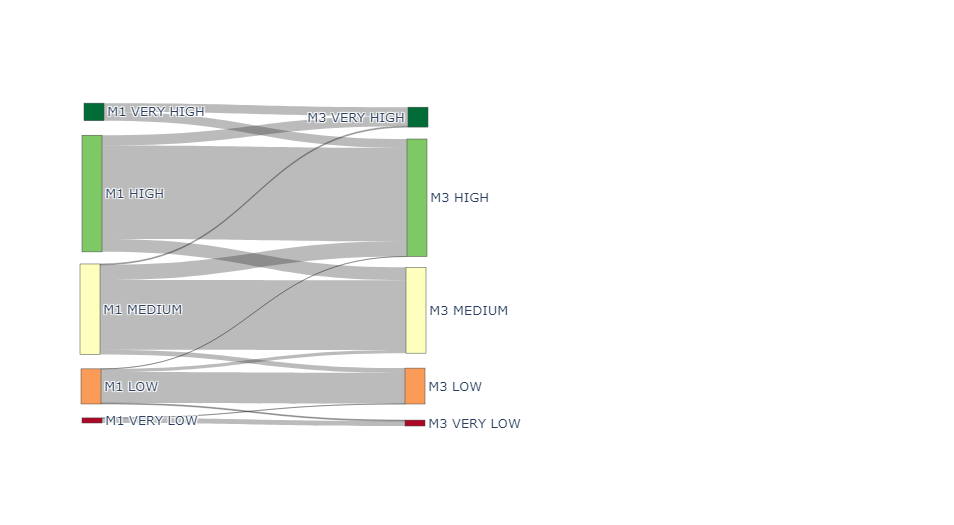 M1 VERY HIGH
M3 VERY HIGH
M1 HIGH
M3 HIGH
M1 MEDIUM
M3 MEDIUM
M1 LOW
M3 LOW
M1 VERY LOW
M3 VERY LOW